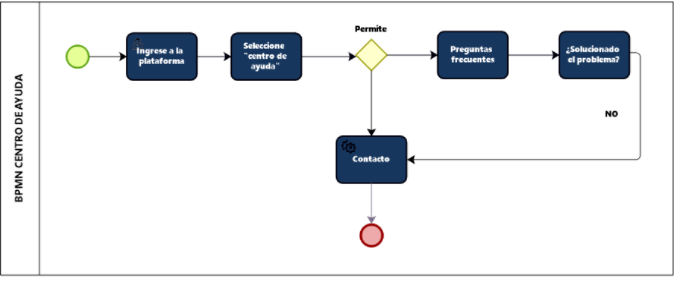 BPMN CENTRO DE AYUDA
Ingrese a la
plataforma
Seleccione
"centro de
ayuda"
Permite
Preguntas
frecuentes
¿Solucionado
el problema?
NO
Contacto